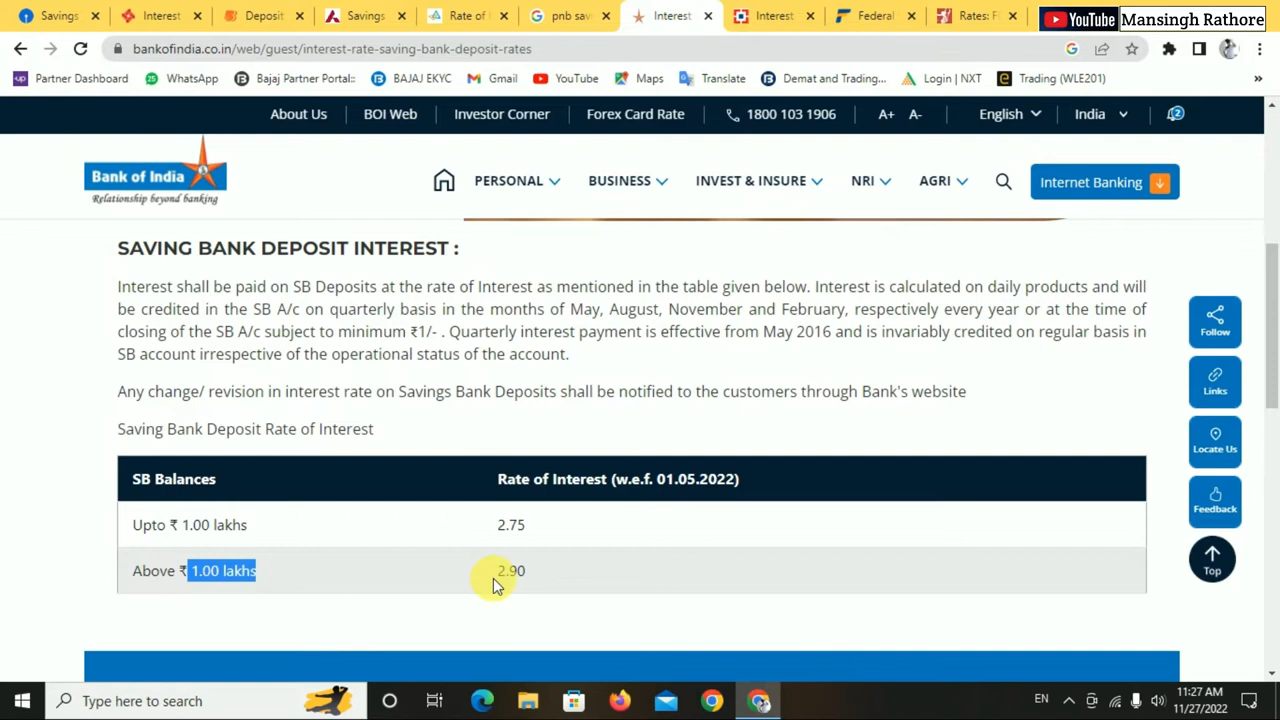 Savings
Interest
Deposit
Savings
Rate of I
pnb sav
Interest
Interest
Federal
Rates: Fi
YouTube
Mansingh Rathore
bankofindia.co.in/web/guest/interest-rate-saving-bank-deposit-rates
Partner Dashboard
WhatsApp
Bajaj Partner Portal::
BAJAJ EKYC
Gmail
YouTube
Maps
Translate
Demat and Trading...
Login | NXT
Trading (WLE201)
»
About Us
BOI Web
Investor Corner
Forex Card Rate
1800 103 1906
A+ A-
English
India
2
Bank of India
Relationship beyond banking
PERSONAL
BUSINESS
INVEST & INSURE
NRI
AGRI
Internet Banking
SAVING BANK DEPOSIT INTEREST :
Interest shall be paid on SB Deposits at the rate of Interest as mentioned in the table given below. Interest is calculated on daily products and will
be credited in the SB A/c on quarterly basis in the months of May, August, November and February, respectively every year or at the time of
closing of the SB A/c subject to minimum ₹1/- . Quarterly interest payment is effective from May 2016 and is invariably credited on regular basis in
SB account irrespective of the operational status of the account.
Any change/ revision in interest rate on Savings Bank Deposits shall be notified to the customers through Bank's website
Saving Bank Deposit Rate of Interest
SB Balances Rate of Interest (w.e.f. 01.05.2022)
Upto ₹ 1.00 lakhs 2.75
Above ₹ 1.00 lakhs 2.90
Follow
Links
Locate Us
Feedback
Top
Type here to search
EN
11:27 AM
11/27/2022